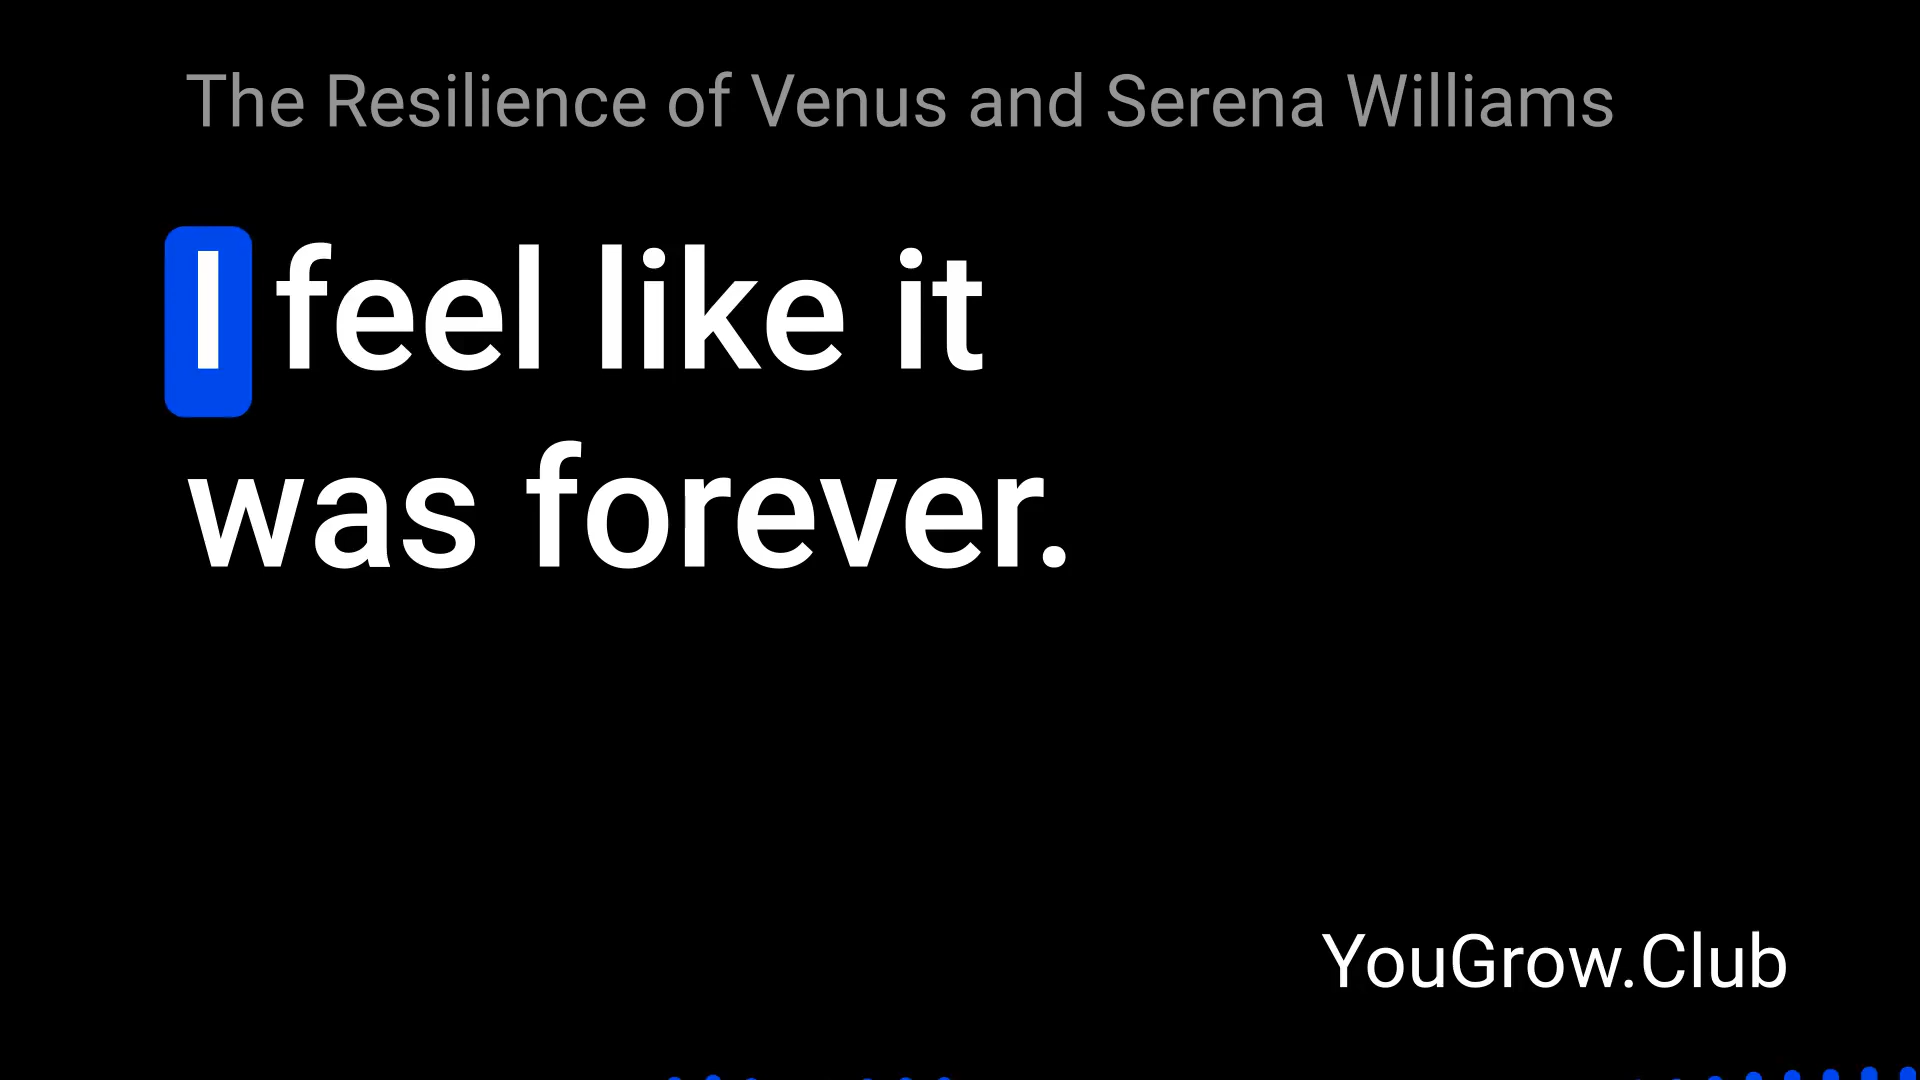 The Resilience of Venus and Serena Williams
I feel like it
was forever.
YouGrow.Club